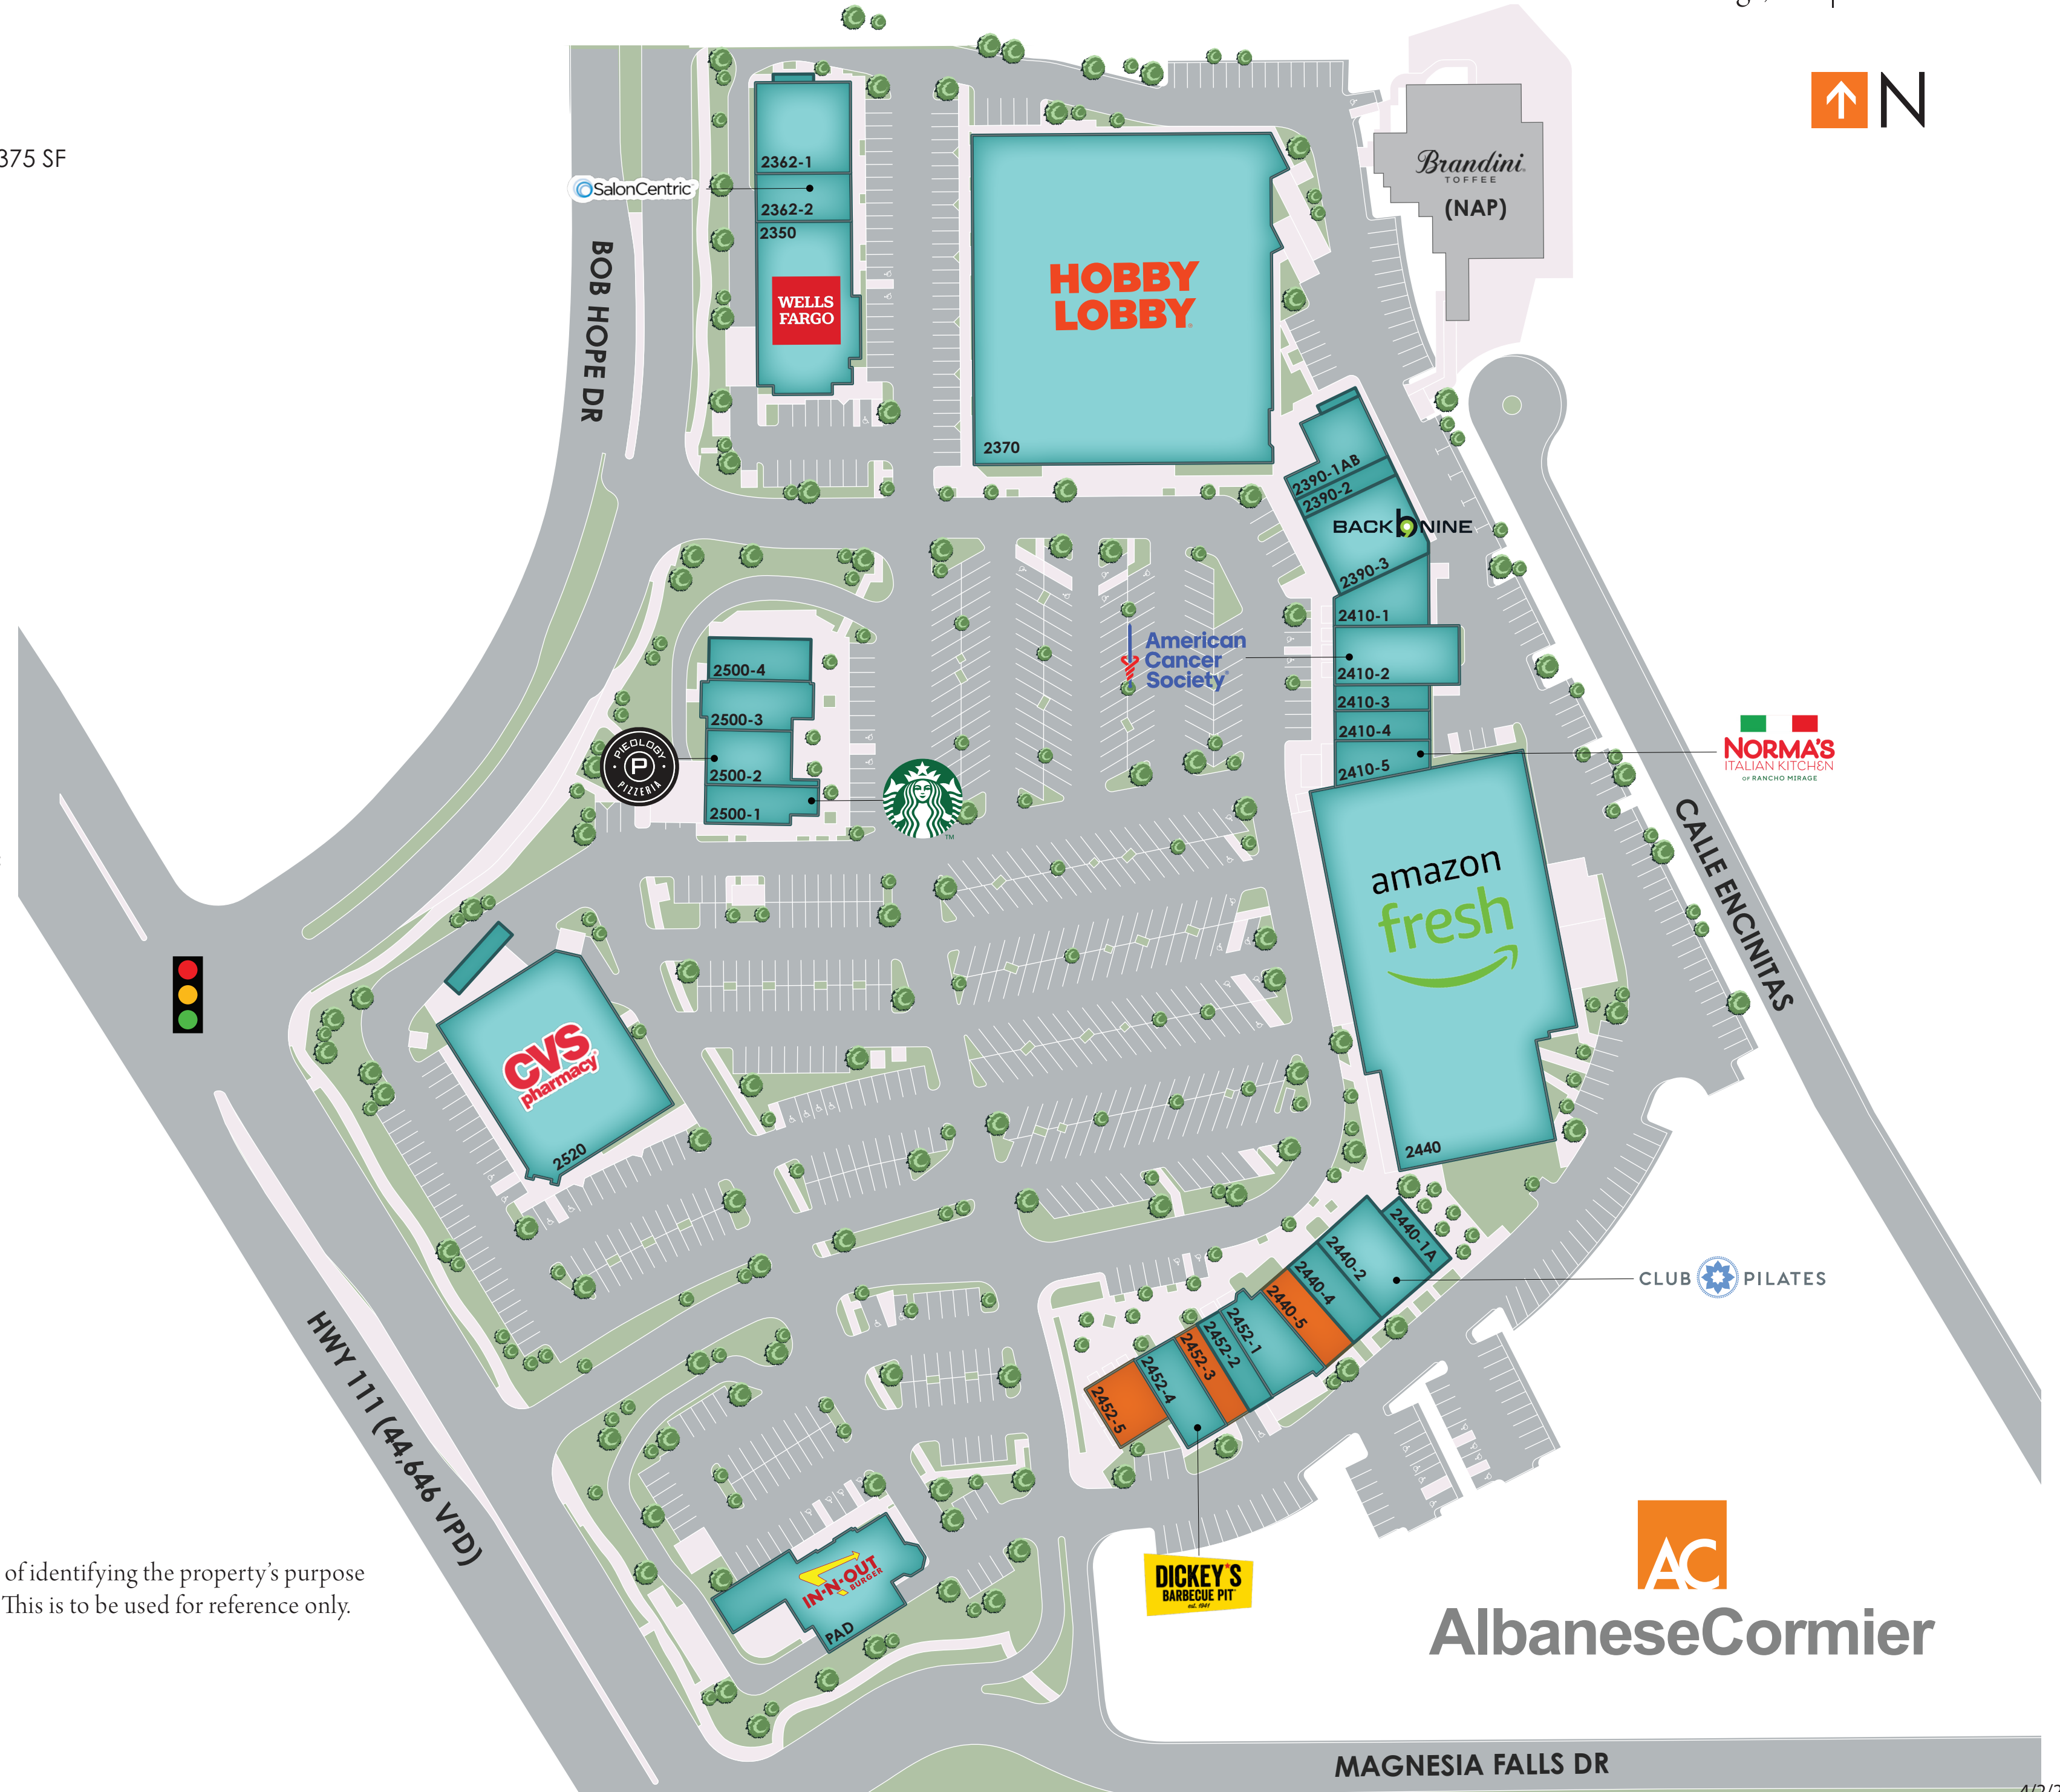 375 SF
N
2362-1
SalonCentric
2362-2
2350
WELLS
FARGO
BOB HOPE DR
HOBBY
LOBBY
2370
Brandini
TOFFEE
(NAP)
2390-1AB
2390-2
BACK b NINE
2390-3
2410-1
American
Cancer
Society
2410-2
2410-3
2410-4
2410-5
NORMA'S
ITALIAN KITCHEN
OF RANCHO MIRAGE
2500-4
2500-3
PIEOLOGY
P
PIZZERIA
2500-2
2500-1
TM
CALLE ENCINITAS
amazon
fresh
2440
CVS
pharmacy
2520
2440-1A
2440-2
CLUB PILATES
2440-4
2440-5
2452-1
2452-2
2452-3
2452-4
2452-5
HWY 111 (44,646 VPD)
DICKEY'S
BARBECUE PIT
est. 1941
IN-N-OUT
BURGER
PAD
of identifying the property's purpose
This is to be used for reference only.
AC
AlbaneseCormier
MAGNESIA FALLS DR